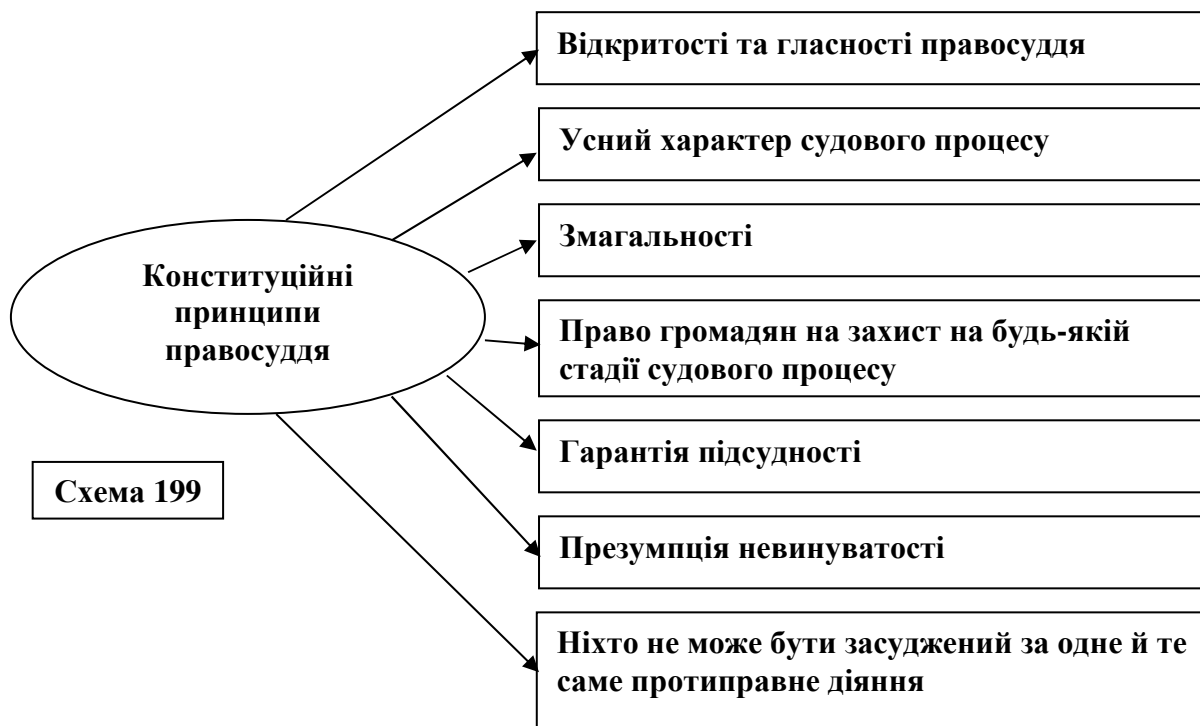 Відкритості та гласності правосуддя
Усний характер судового процесу
Змагальності
Конституційні
принципи
правосуддя
Право громадян на захист на будь-якій
стадії судового процесу
Гарантія підсудності
Схема 199
Презумпція невинуватості
Ніхто не може бути засуджений за одне й те
саме протиправне діяння